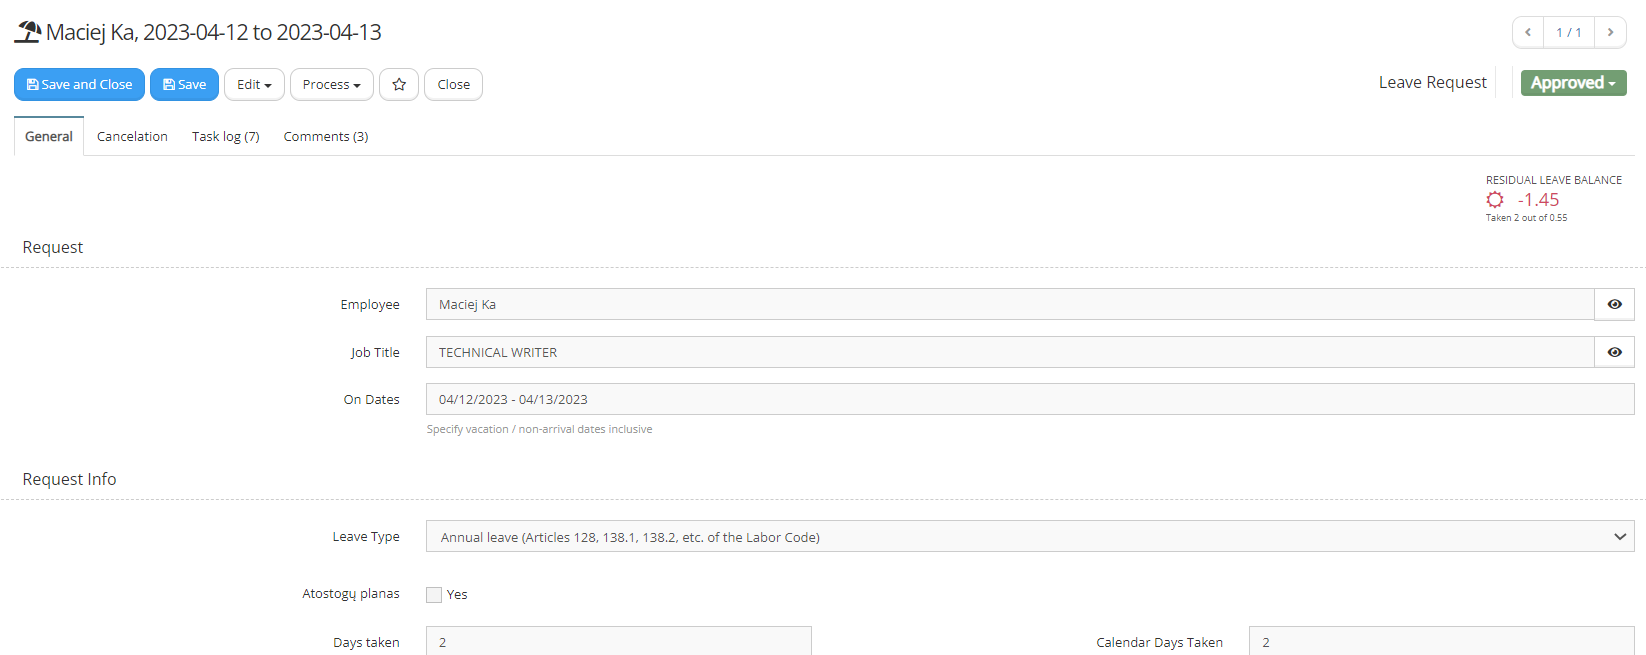 Maciej Ka, 2023-04-12 to 2023-04-13
1 / 1
Save and Close Save Edit Process Close
Leave Request Approved
General Cancelation Task log (7) Comments (3)
RESIDUAL LEAVE BALANCE
-1.45
Taken 2 out of 0.55
Request
Employee Maciej Ka
Job Title TECHNICAL WRITER
On Dates 04/12/2023 - 04/13/2023
Specify vacation / non-arrival dates inclusive
Request Info
Leave Type Annual leave (Articles 128, 138.1, 138.2, etc. of the Labor Code)
Atostogų planas Yes
Days taken 2 Calendar Days Taken 2